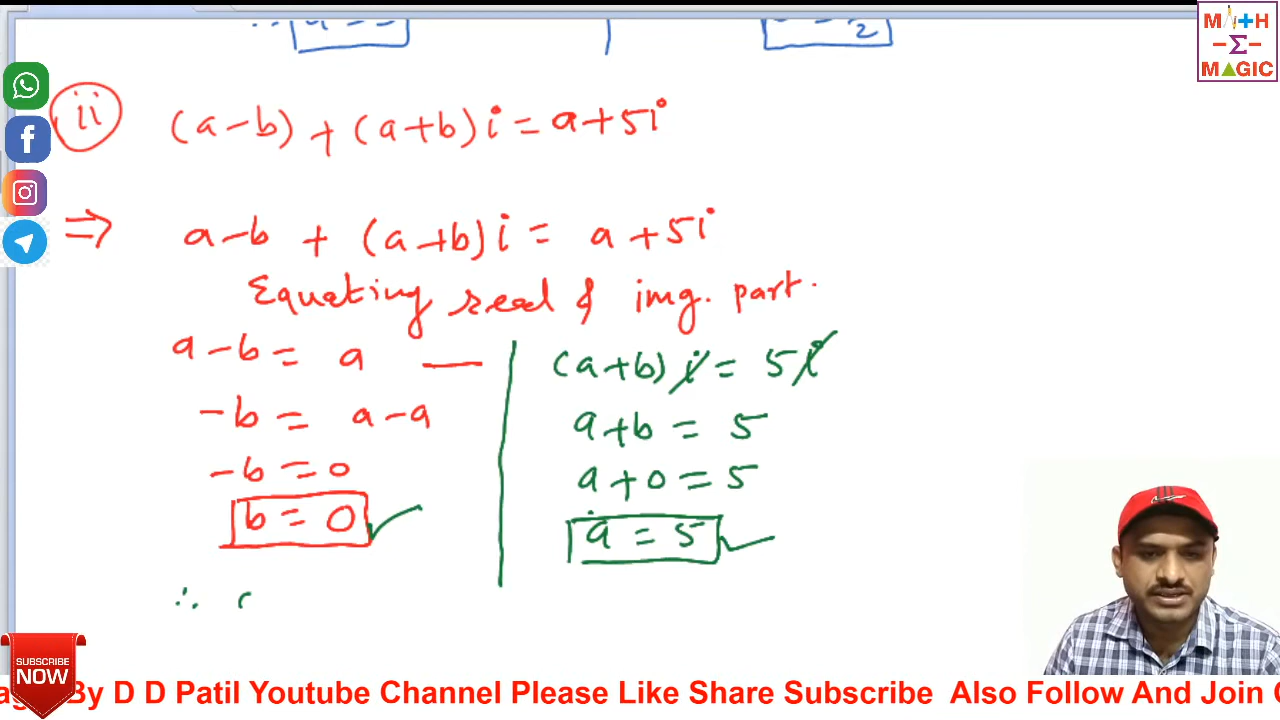 M A T H
– Σ –
MAGIC
ii (a-b) + (a+b) i = a+5i
⇒ a-b + (a+b) i = a+5i
Equating real & img. part.
a-b = a —
-b = a-a
-b = 0
b = 0 ✓
(a+b) i = 5i
a+b = 5
a+0 = 5
a = 5 ✓
∴
SUBSCRIBE
NOW
By D D Patil Youtube Channel Please Like Share Subscribe Also Follow And Join